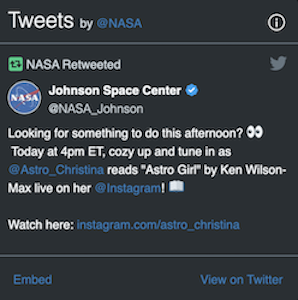 Tweets by @NASA
NASA Retweeted
NASA
Johnson Space Center
@NASA_Johnson
Looking for something to do this afternoon? 👀
Today at 4pm ET, cozy up and tune in as
@Astro_Christina reads "Astro Girl" by Ken Wilson-
Max live on her @Instagram! 📖
Watch here: instagram.com/astro_christina
Embed
View on Twitter